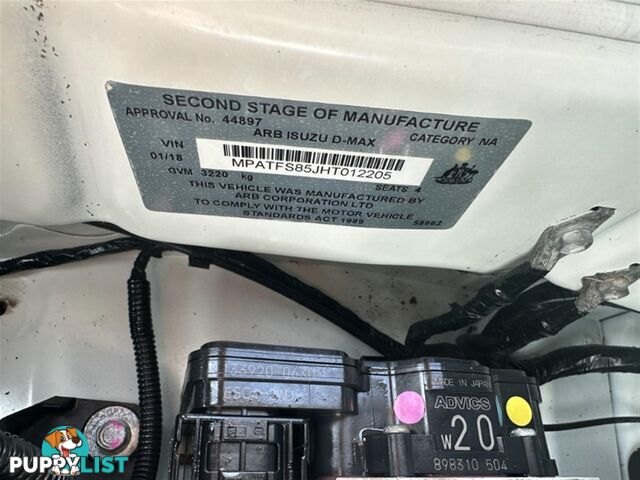 SECOND STAGE OF MANUFACTURE
APPROVAL No. 44897 CATEGORY NA
ARB ISUZU D-MAX
VIN MPATFS85JHT012205
01/18
GVM 3220 kg SEATS 4
THIS VEHICLE WAS MANUFACTURED BY
ARB CORPORATION LTD
TO COMPLY WITH THE MOTOR VEHICLE
STANDARDS ACT 1989 58662
MADE IN JAPAN
ADVICS
W20
898310 504
PUPPYLIST